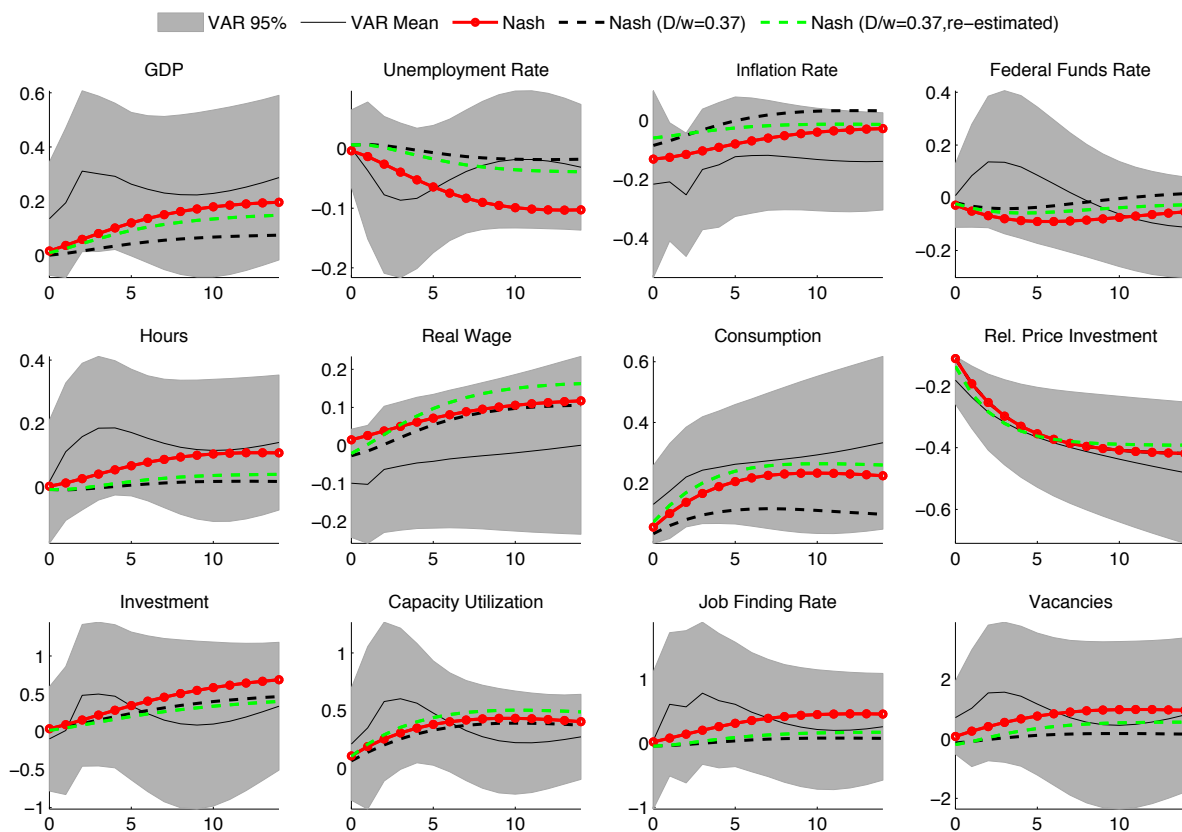 VAR 95% VAR Mean Nash Nash (D/w=0.37) Nash (D/w=0.37,re-estimated)
GDP Unemployment Rate Inflation Rate Federal Funds Rate
0.6
0.4
0.2
0
0 5 10
0
−0.1
−0.2
0 5 10
0
−0.2
−0.4
0 5 10
0.4
0.2
0
−0.2
0 5 10
Hours Real Wage Consumption Rel. Price Investment
0.4
0.2
0
0 5 10
0.2
0.1
0
−0.1
−0.2
0 5 10
0.6
0.4
0.2
0 5 10
−0.2
−0.4
−0.6
0 5 10
Investment Capacity Utilization Job Finding Rate Vacancies
1
0.5
0
−0.5
−1
0 5 10
1
0.5
0
0 5 10
1
0
−1
0 5 10
2
0
−2
0 5 10